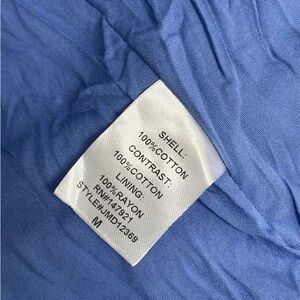 SHELL:
100%COTTON
CONTRAST:
100%COTTON
LINING:
100%RAYON
RN#147921
STYLE#JMD12369
M